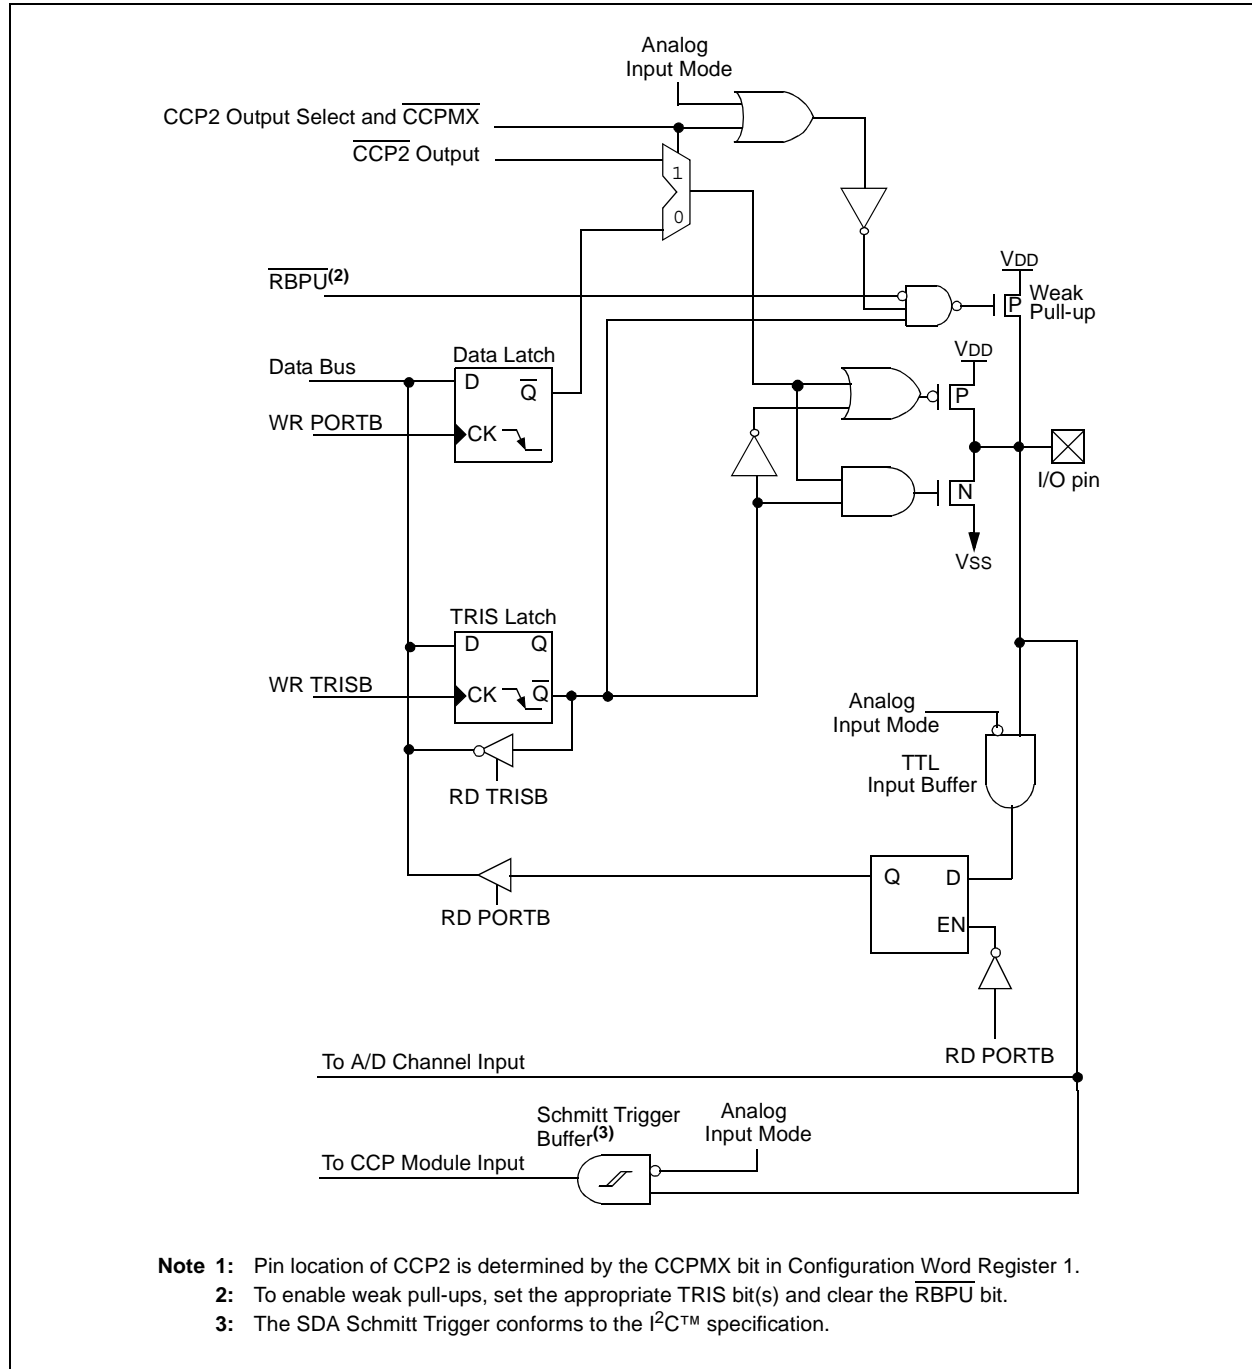 Analog
Input Mode
CCP2 Output Select and CCPMX
CCP2 Output
1
0
RBPU(2)
VDD
Weak
Pull-up
P
Data Bus
Data Latch
D
Q
WR PORTB
CK
VDD
P
N
I/O pin
VSS
TRIS Latch
D
Q
WR TRISB
CK
Q
RD TRISB
Analog
Input Mode
TTL
Input Buffer
Q
D
EN
RD PORTB
RD PORTB
To A/D Channel Input
Schmitt Trigger
Buffer(3)
Analog
Input Mode
To CCP Module Input
Note 1: Pin location of CCP2 is determined by the CCPMX bit in Configuration Word Register 1.
2: To enable weak pull-ups, set the appropriate TRIS bit(s) and clear the RBPU bit.
3: The SDA Schmitt Trigger conforms to the I2C™ specification.